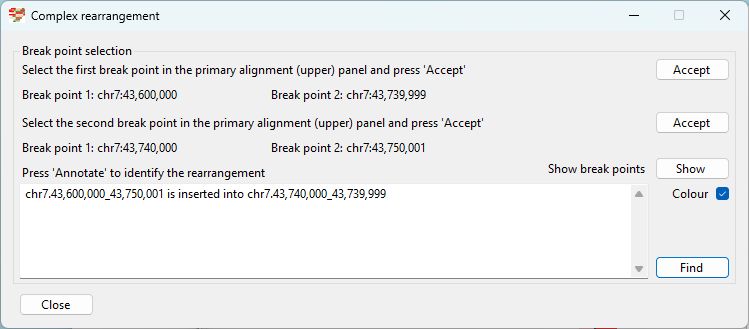 Complex rearrangement
Break point selection
Select the first break point in the primary alignment (upper) panel and press 'Accept'
Accept
Break point 1: chr7:43,600,000 Break point 2: chr7:43,739,999
Select the second break point in the primary alignment (upper) panel and press 'Accept'
Accept
Break point 1: chr7:43,740,000 Break point 2: chr7:43,750,001
Press 'Annotate' to identify the rearrangement
Show break points Show
chr7.43,600,000_43,750,001 is inserted into chr7.43,740,000_43,739,999
Colour
Find
Close